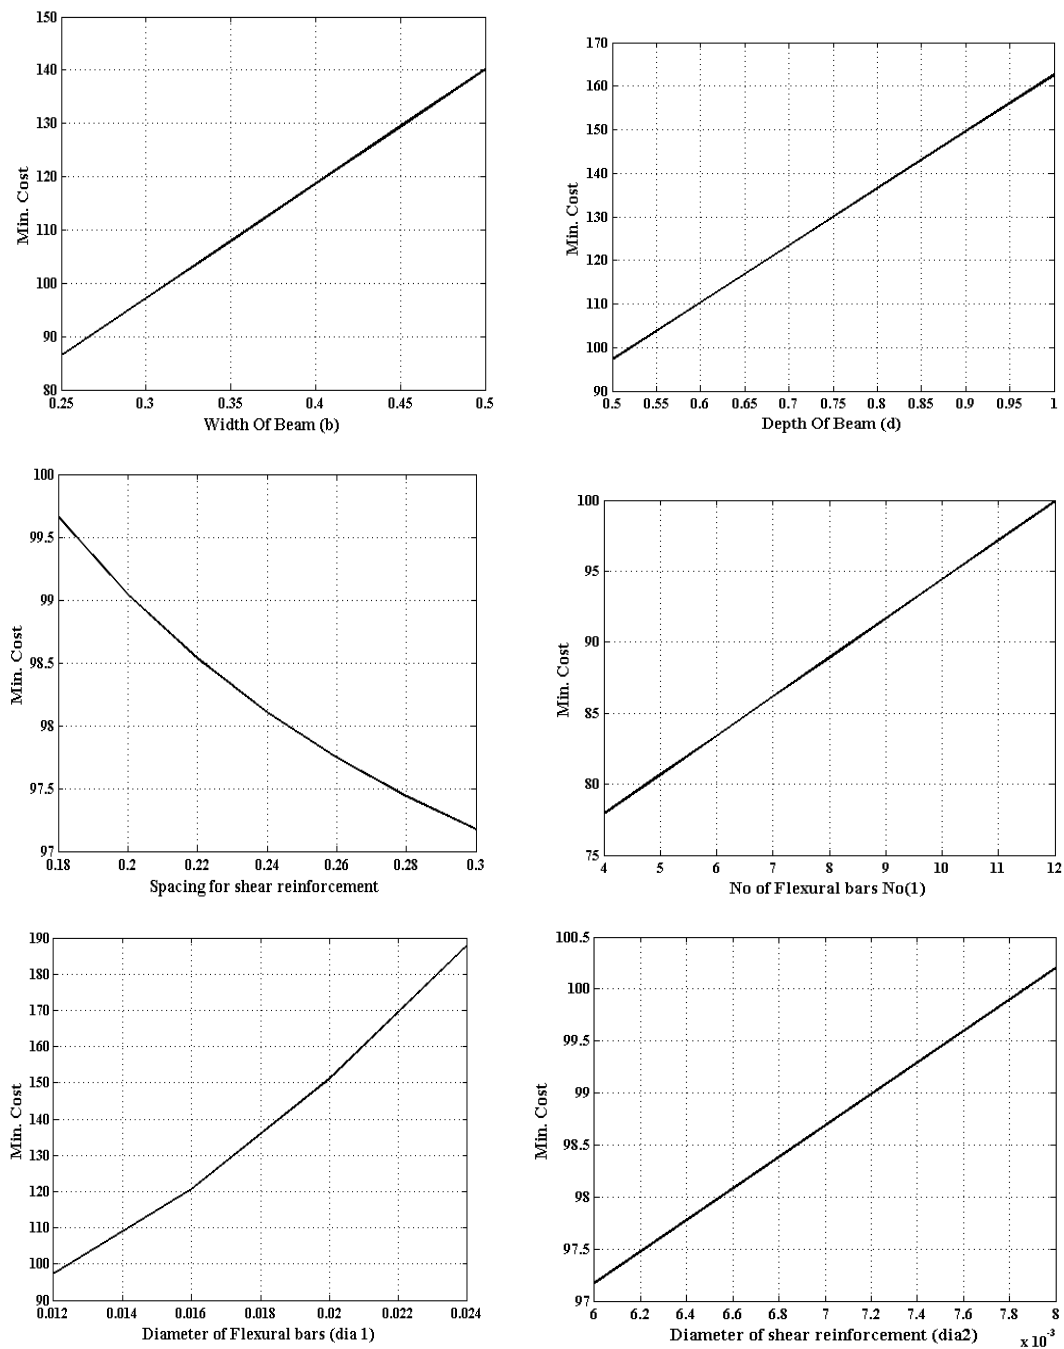 150
140
130
120
110
100
90
80
Min. Cost
0.25 0.3 0.35 0.4 0.45 0.5
Width Of Beam (b)
170
160
150
140
130
120
110
100
90
Min. Cost
0.5 0.55 0.6 0.65 0.7 0.75 0.8 0.85 0.9 0.95 1
Depth Of Beam (d)
100
99.5
99
98.5
98
97.5
97
Min. Cost
0.18 0.2 0.22 0.24 0.26 0.28 0.3
Spacing for shear reinforcement
100
95
90
85
80
75
Min. Cost
4 5 6 7 8 9 10 11 12
No of Flexural bars No(1)
190
180
170
160
150
140
130
120
110
100
90
Min. Cost
0.012 0.014 0.016 0.018 0.02 0.022 0.024
Diameter of Flexural bars (dia 1)
100.5
100
99.5
99
98.5
98
97.5
97
Min. Cost
6 6.2 6.4 6.6 6.8 7 7.2 7.4 7.6 7.8 8
Diameter of shear reinforcement (dia2)
x 10-3